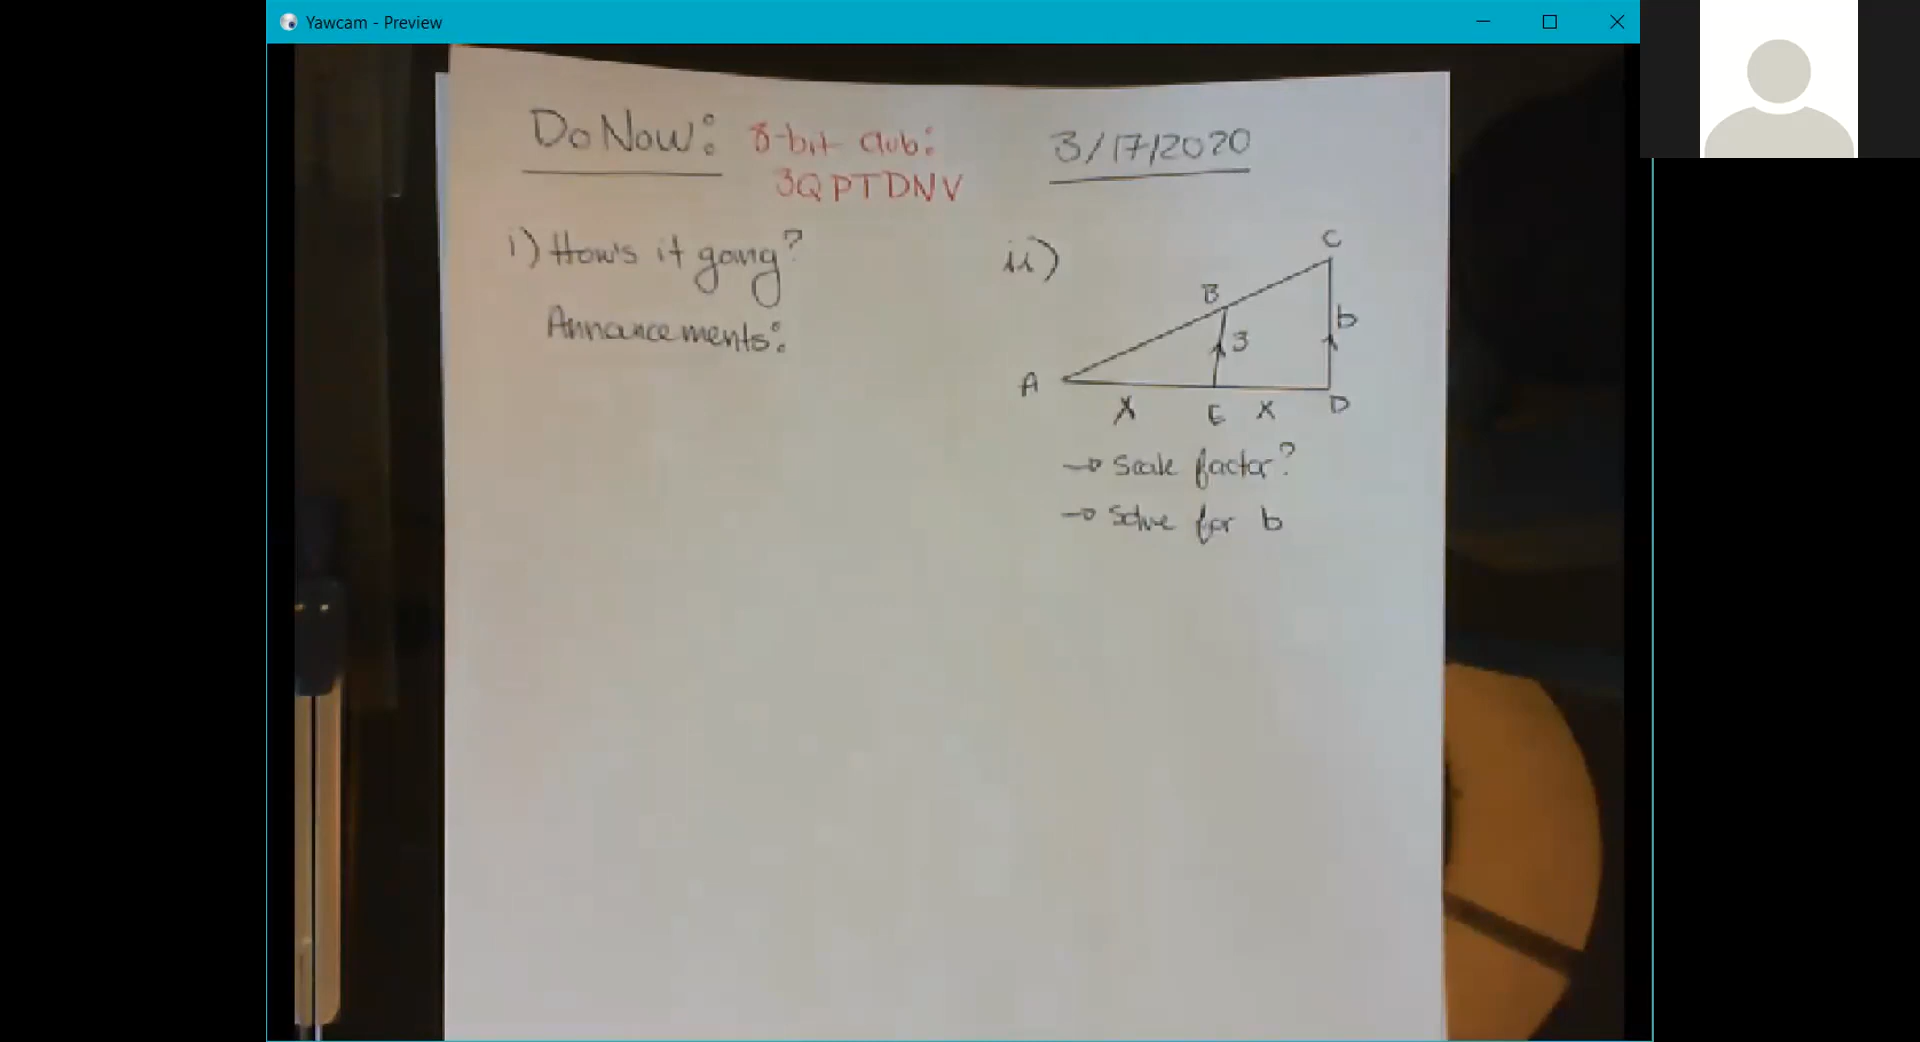 Yawcam - Preview
Do Now: 8-bit Club: 3/17/2020
3QPTDNV
i) How's it going?
Annancements:
ii)
C
B
b
3
A
X E X D
→ Scale factor?
→ Solve for b